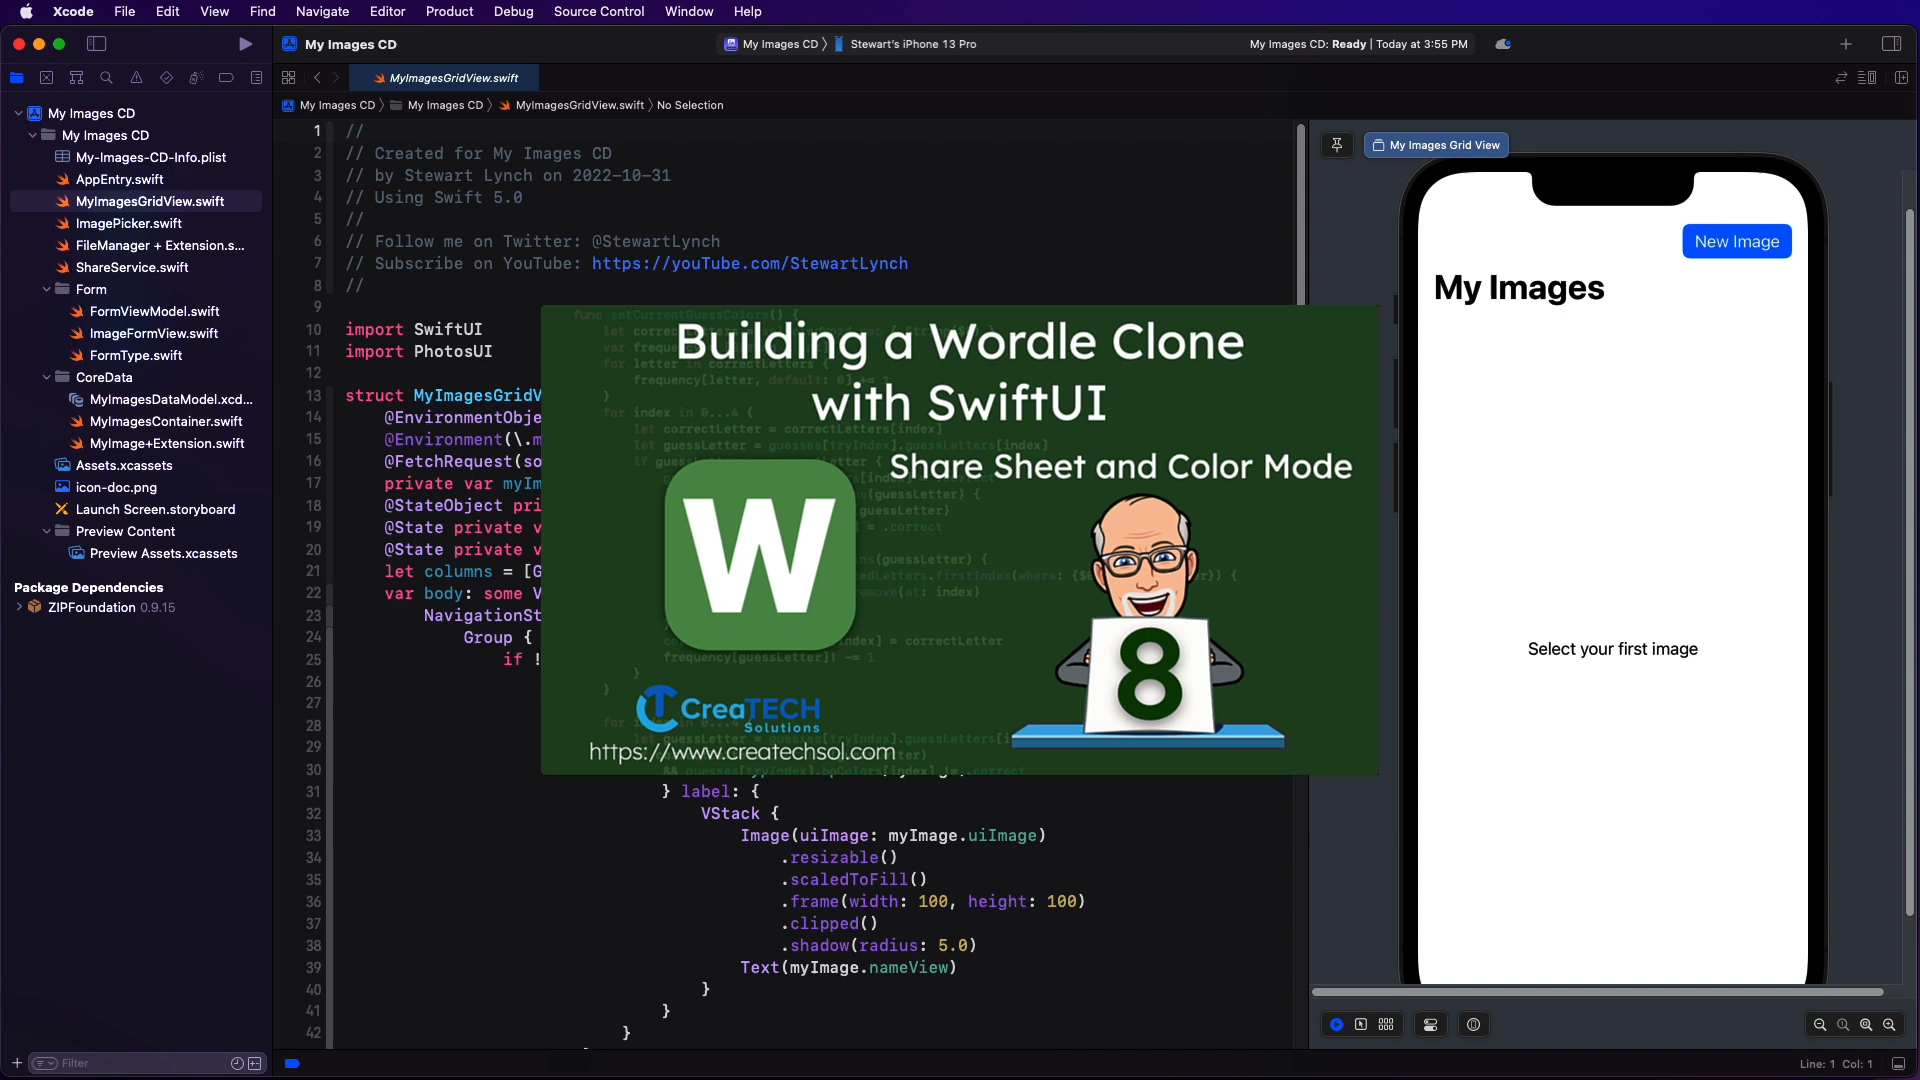 Xcode File Edit View Find Navigate Editor Product Debug Source Control Window Help
My Images CD
My Images CD 〉 Stewart's iPhone 13 Pro
My Images CD: Ready | Today at 3:55 PM
MyImagesGridView.swift
My Images CD 〉 My Images CD 〉 MyImagesGridView.swift 〉 No Selection
My Images CD
My Images CD
My-Images-CD-Info.plist
AppEntry.swift
MyImagesGridView.swift
ImagePicker.swift
FileManager + Extension.s...
ShareService.swift
Form
FormViewModel.swift
ImageFormView.swift
FormType.swift
CoreData
MyImagesDataModel.xcd...
MyImagesContainer.swift
MyImage+Extension.swift
Assets.xcassets
icon-doc.png
Launch Screen.storyboard
Preview Content
Preview Assets.xcassets
Package Dependencies
ZIPFoundation 0.9.15
Filter
1 //
2 // Created for My Images CD
3 // by Stewart Lynch on 2022-10-31
4 // Using Swift 5.0
5 //
6 // Follow me on Twitter: @StewartLynch
7 // Subscribe on YouTube: https://youTube.com/StewartLynch
8 //
9
10 import SwiftUI
11 import PhotosUI
12
13 struct MyImagesGridV
14 @EnvironmentObje
15 @Environment(\.m
16 @FetchRequest(so
17 private var myIm
18 @StateObject pri
19 @State private v
20 @State private v
21 let columns = [G
22 var body: some V
23 NavigationSt
24 Group {
25 if !
26
27
28
29
30
31 } label: {
32 VStack {
33 Image(uiImage: myImage.uiImage)
34 .resizable()
35 .scaledToFill()
36 .frame(width: 100, height: 100)
37 .clipped()
38 .shadow(radius: 5.0)
39 Text(myImage.nameView)
40 }
41 }
42 }
Building a Wordle Clone
with SwiftUI
Share Sheet and Color Mode
W
8
CreaTECH
Solutions
https://www.createchsol.com
My Images Grid View
New Image
My Images
Select your first image
Line: 1 Col: 1